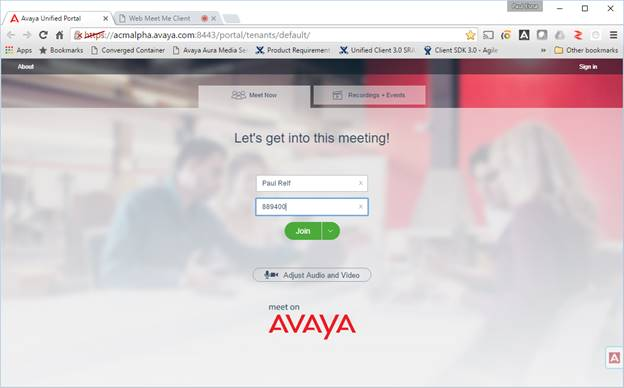 Paul Relf
Avaya Unified Portal
Web Meet Me Client
https://acmalpha.avaya.com:8443/portal/tenants/default/
Apps
Bookmarks
Converged Container
Avaya Aura Media Se
Product Requirement
Unified Client 3.0 SRA
Client SDK 3.0 - Agile
»
Other bookmarks
About
Sign in
Meet Now
Recordings + Events
Let's get into this meeting!
Paul Relf
889400
Join
Adjust Audio and Video
meet on
AVAYA